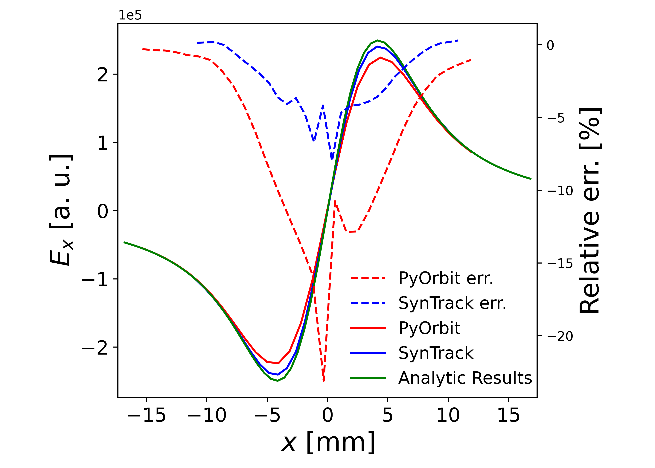 1e5
2
1
0
−1
−2
E_x [a. u.]
0
−5
−10
−15
−20
Relative err. [%]
PyOrbit err.
SynTrack err.
PyOrbit
SynTrack
Analytic Results
−15 −10 −5 0 5 10 15
x [mm]